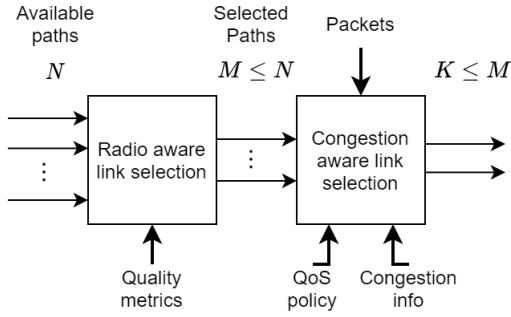 Available
paths
N
Selected
Paths
M ≤ N
Packets
K ≤ M
Radio aware
link selection
⋮
⋮
Congestion
aware link
selection
Quality
metrics
QoS
policy
Congestion
info